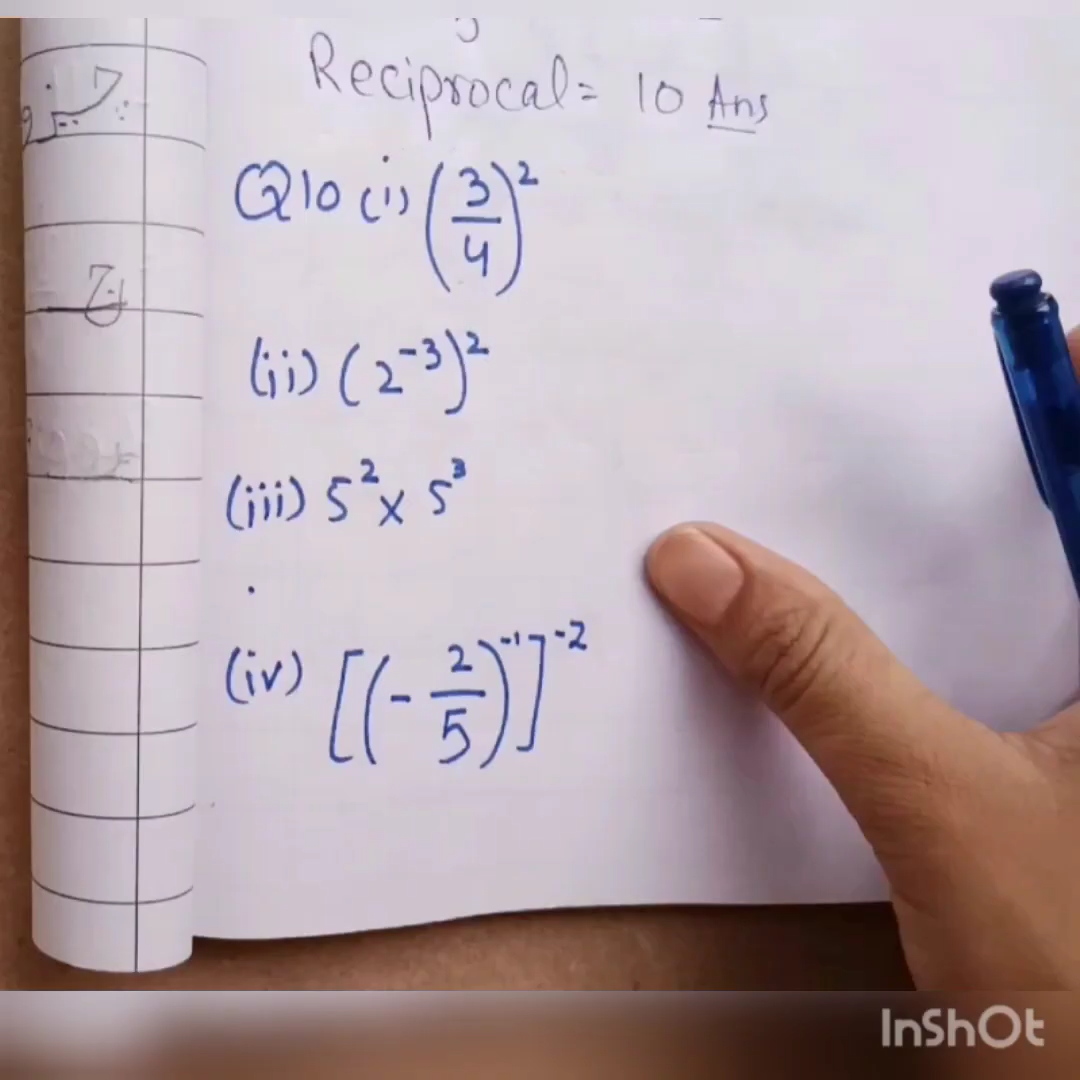 Reciprocal = 10 Ans
Q10 (i) (3/4)²
(ii) (2⁻³)²
(iii) 5² × 5³
(iv) [(- 2/5)⁻¹]⁻²
InShOt